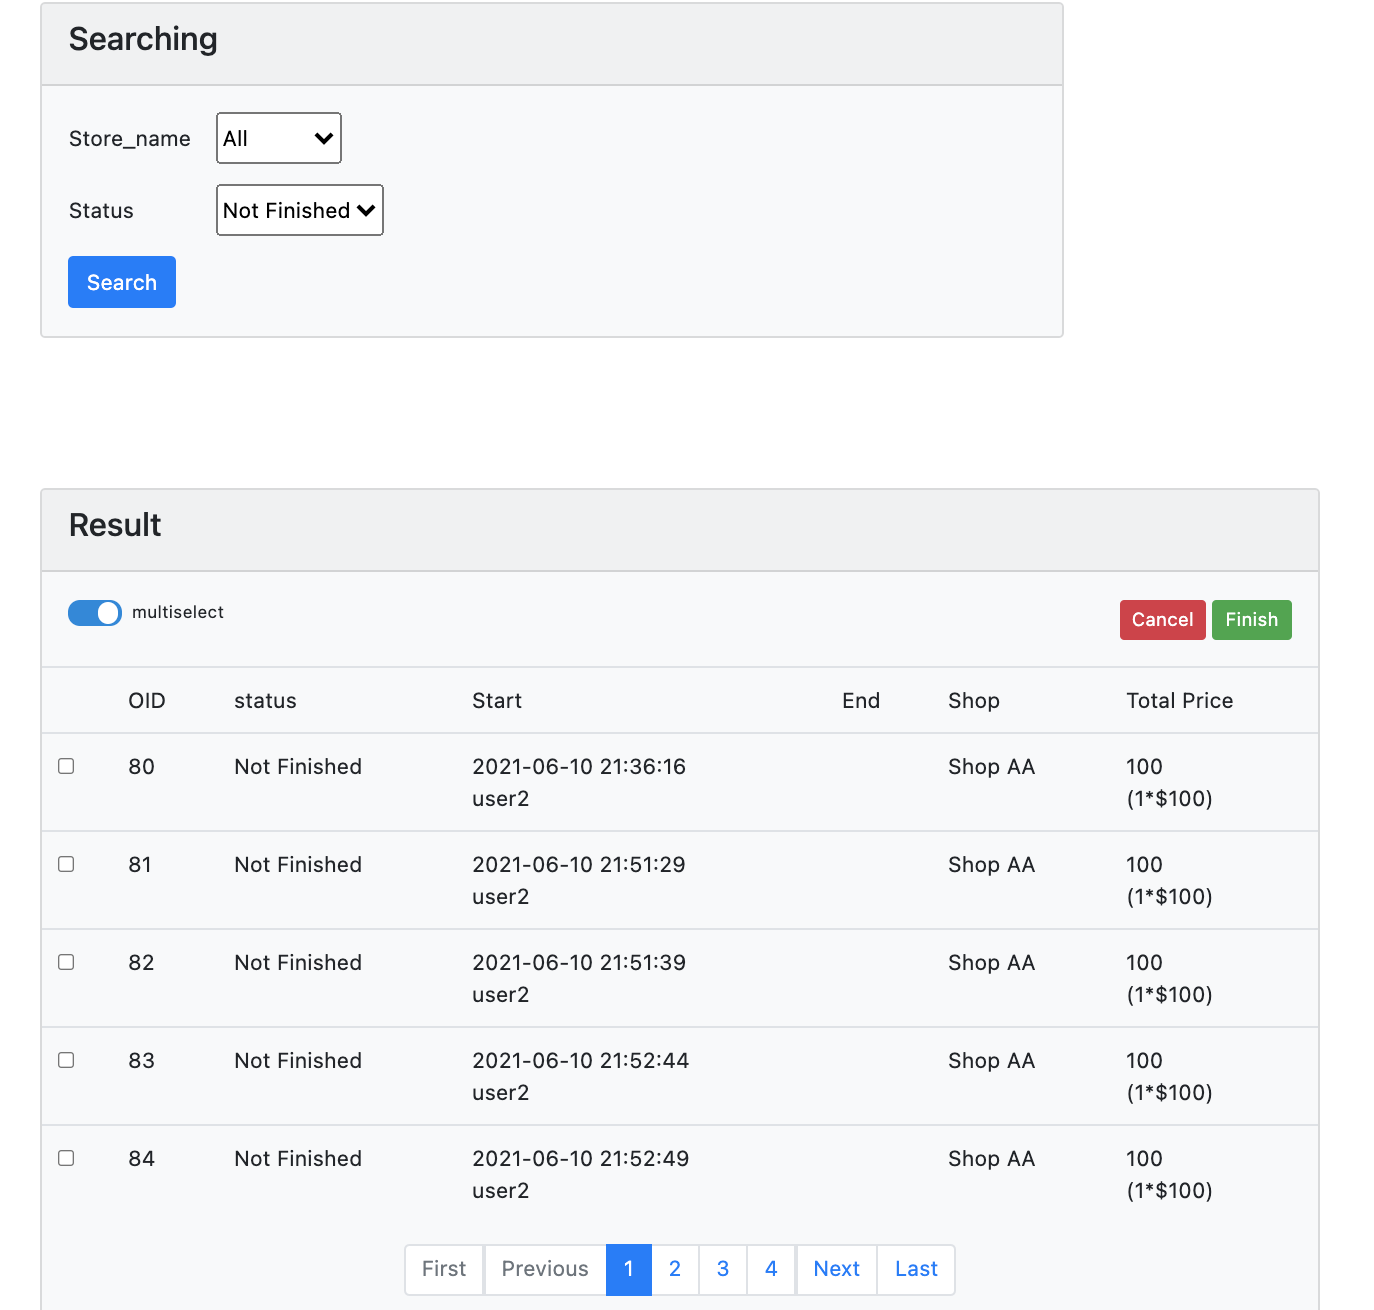 Searching
Store_name All
Status Not Finished
Search
Result
multiselect Cancel Finish
OID status Start End Shop Total Price
80 Not Finished 2021-06-10 21:36:16 Shop AA 100
user2 (1*$100)
81 Not Finished 2021-06-10 21:51:29 Shop AA 100
user2 (1*$100)
82 Not Finished 2021-06-10 21:51:39 Shop AA 100
user2 (1*$100)
83 Not Finished 2021-06-10 21:52:44 Shop AA 100
user2 (1*$100)
84 Not Finished 2021-06-10 21:52:49 Shop AA 100
user2 (1*$100)
First Previous 1 2 3 4 Next Last